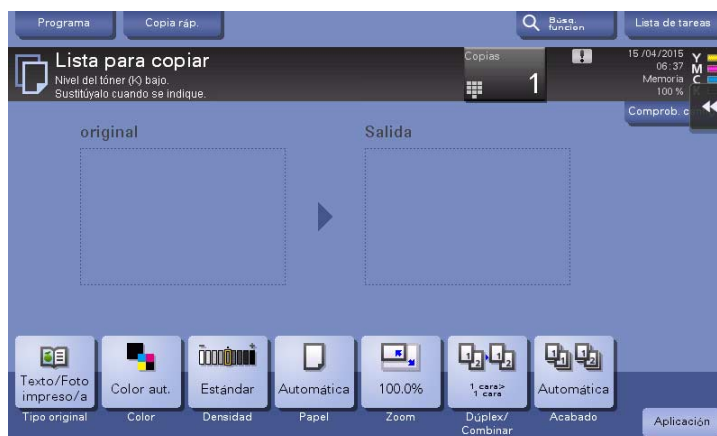 Programa
Copia ráp.
Búsq. función
Lista de tareas
Lista para copiar
Nivel del tóner (K) bajo.
Sustitúyalo cuando se indique.
Copias
1
15/04/2015
06:37
Memoria
100 %
Y
M
C
K
Comprob.
original
Salida
Texto/Foto
impreso/a
Color aut.
Estándar
Automática
100.0%
1 cara>
1 cara
Automática
Tipo original
Color
Densidad
Papel
Zoom
Dúplex/
Combinar
Acabado
Aplicación